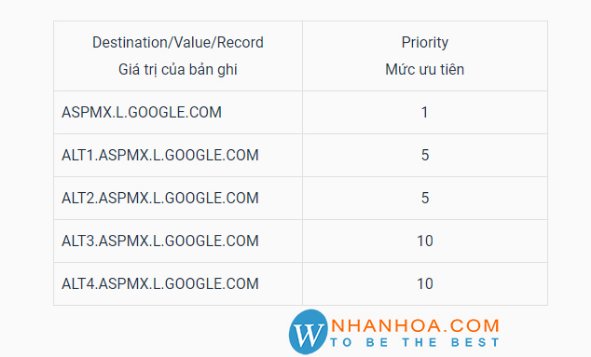 Destination/Value/Record Priority
Giá trị của bản ghi Mức ưu tiên
ASPMX.L.GOOGLE.COM 1
ALT1.ASPMX.L.GOOGLE.COM 5
ALT2.ASPMX.L.GOOGLE.COM 5
ALT3.ASPMX.L.GOOGLE.COM 10
ALT4.ASPMX.L.GOOGLE.COM 10
W NHANHOA.COM
TO BE THE BEST